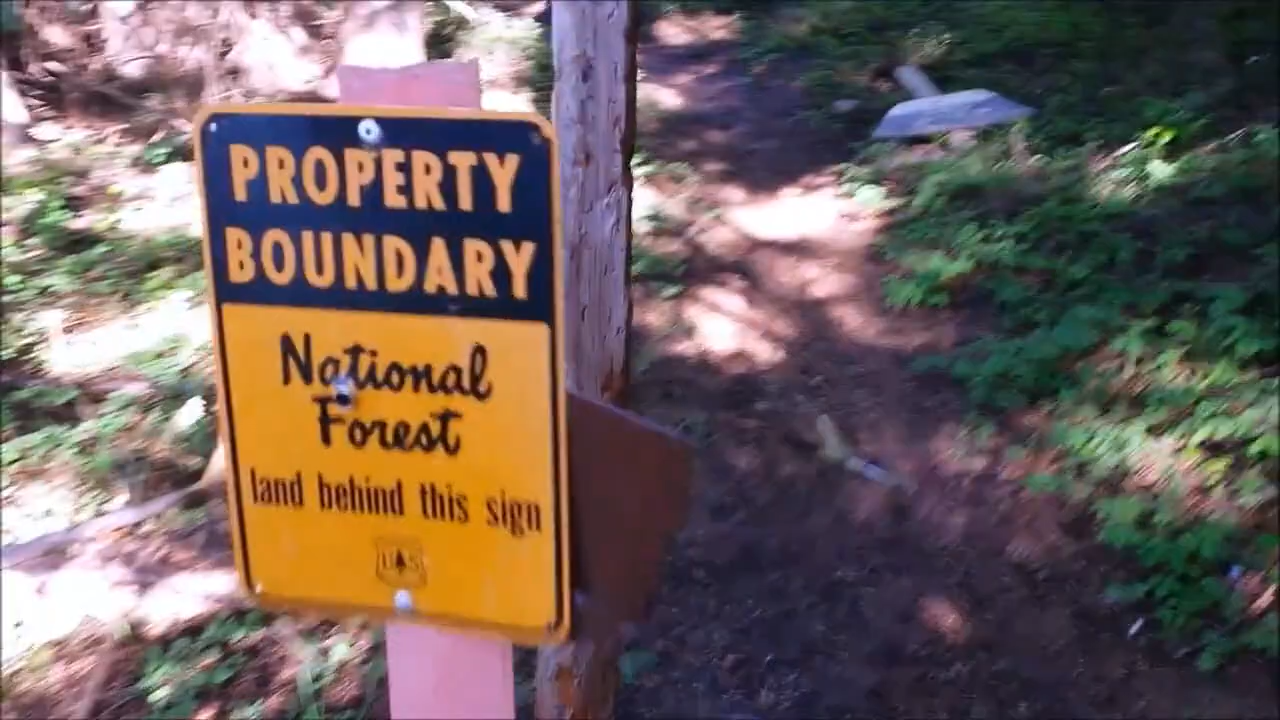 PROPERTY
BOUNDARY
National
Forest
land behind this sign
U S